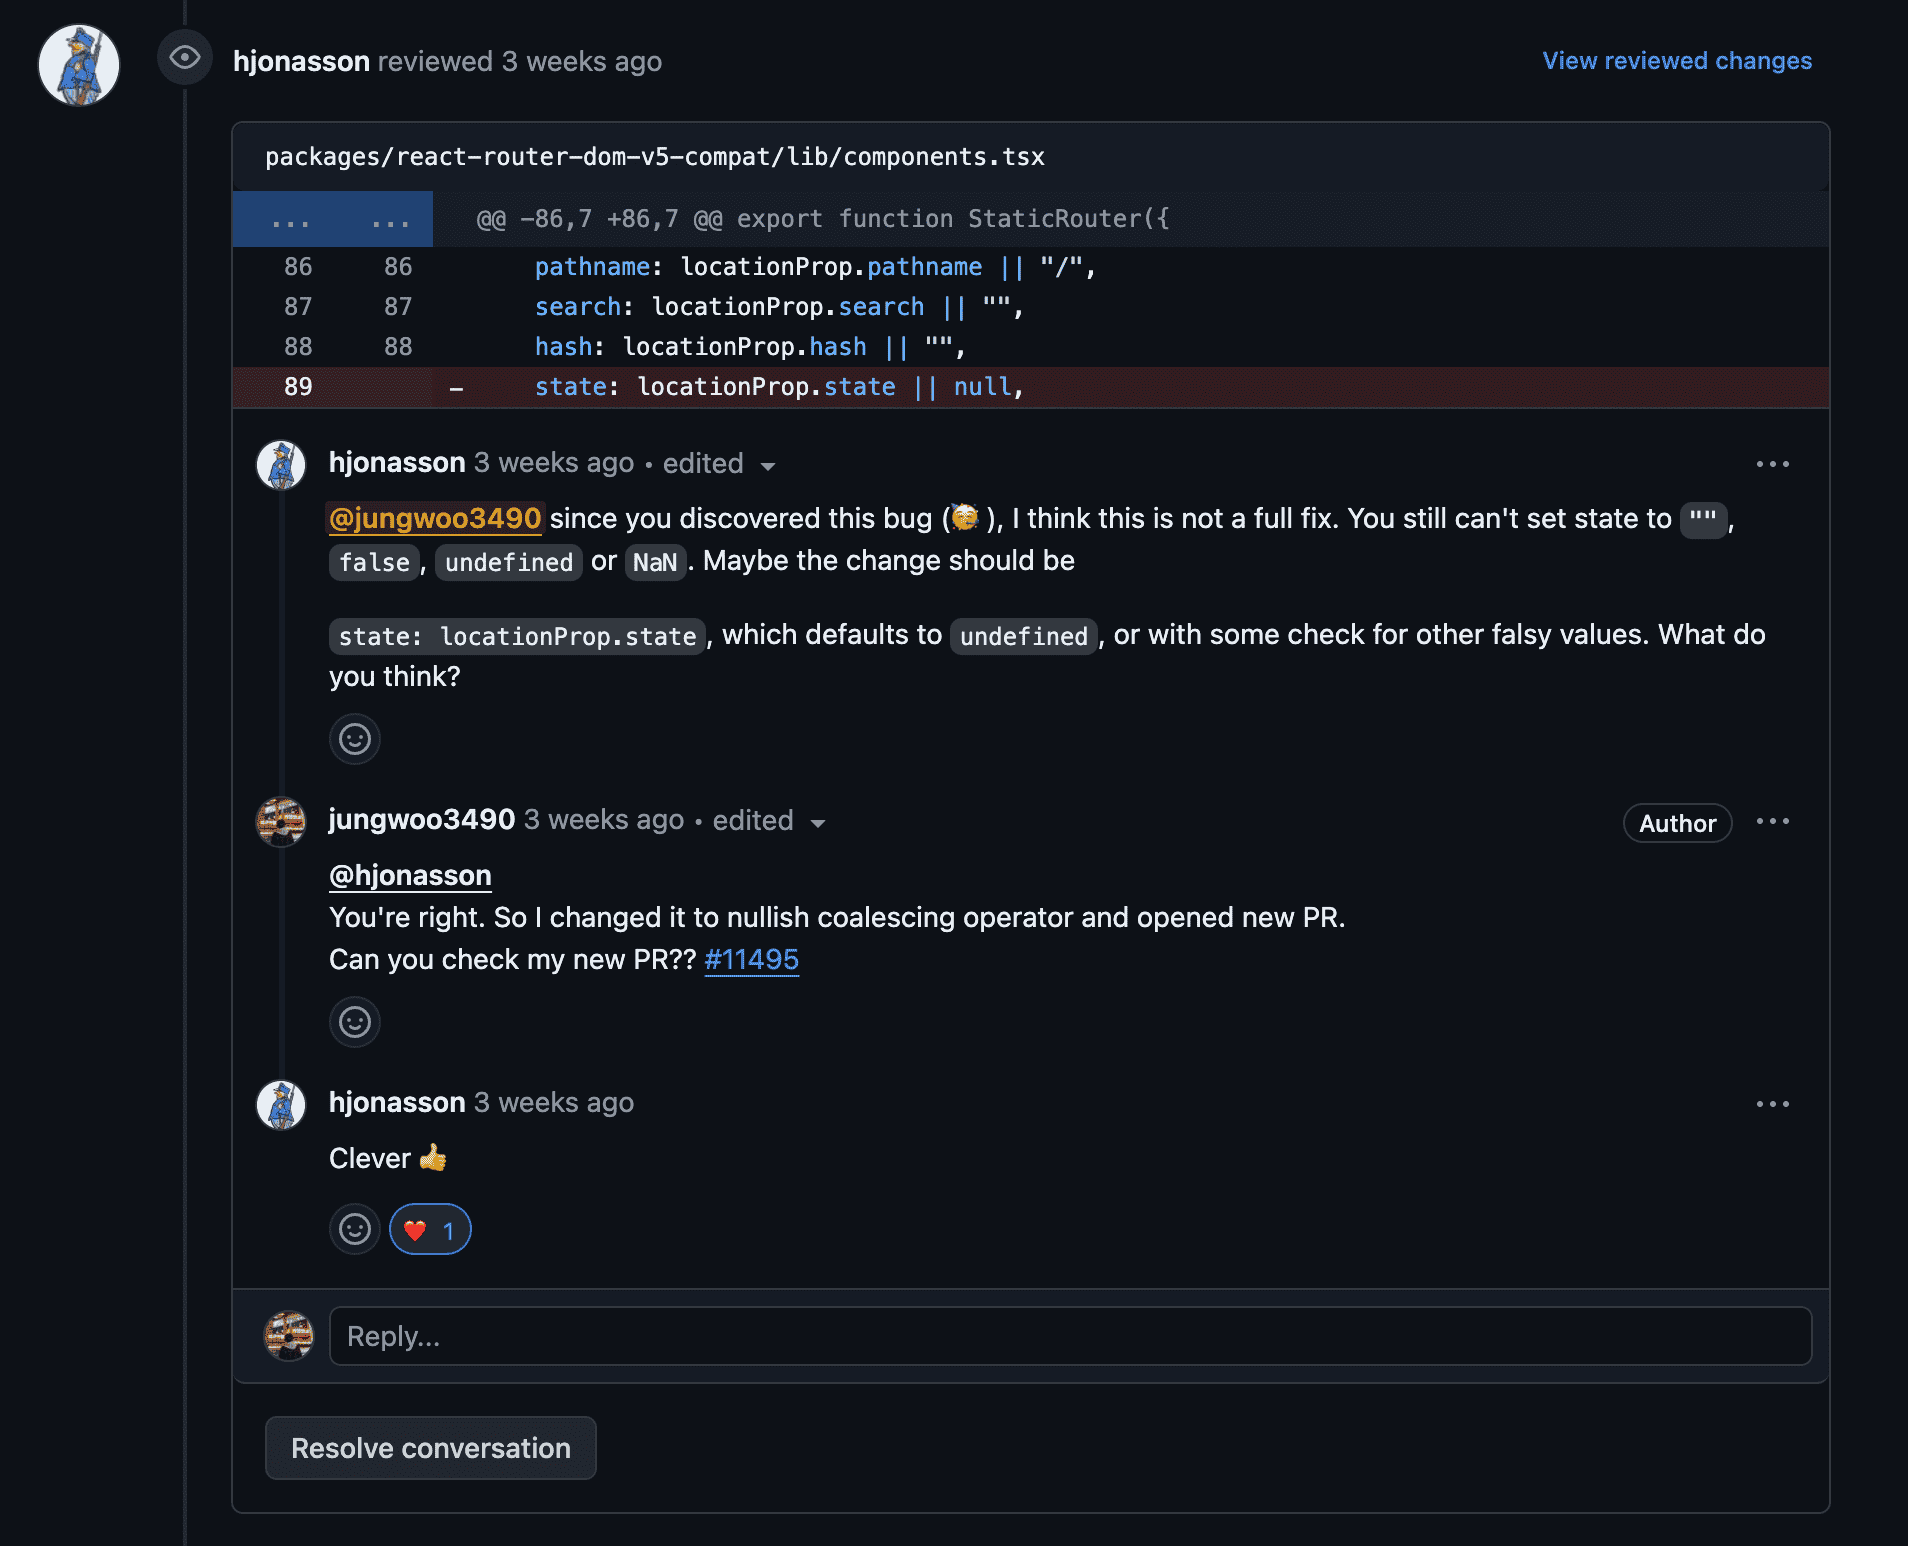 hjonasson reviewed 3 weeks ago
View reviewed changes
packages/react-router-dom-v5-compat/lib/components.tsx
... ... @@ -86,7 +86,7 @@ export function StaticRouter({
86 86 pathname: locationProp.pathname || "/",
87 87 search: locationProp.search || "",
88 88 hash: locationProp.hash || "",
89 - state: locationProp.state || null,
hjonasson 3 weeks ago • edited
@jungwoo3490 since you discovered this bug (🥳 ), I think this is not a full fix. You still can't set state to "",
false, undefined or NaN. Maybe the change should be
state: locationProp.state, which defaults to undefined, or with some check for other falsy values. What do
you think?
jungwoo3490 3 weeks ago • edited
Author
@hjonasson
You're right. So I changed it to nullish coalescing operator and opened new PR.
Can you check my new PR?? #11495
hjonasson 3 weeks ago
Clever 👍
❤️ 1
Reply...
Resolve conversation